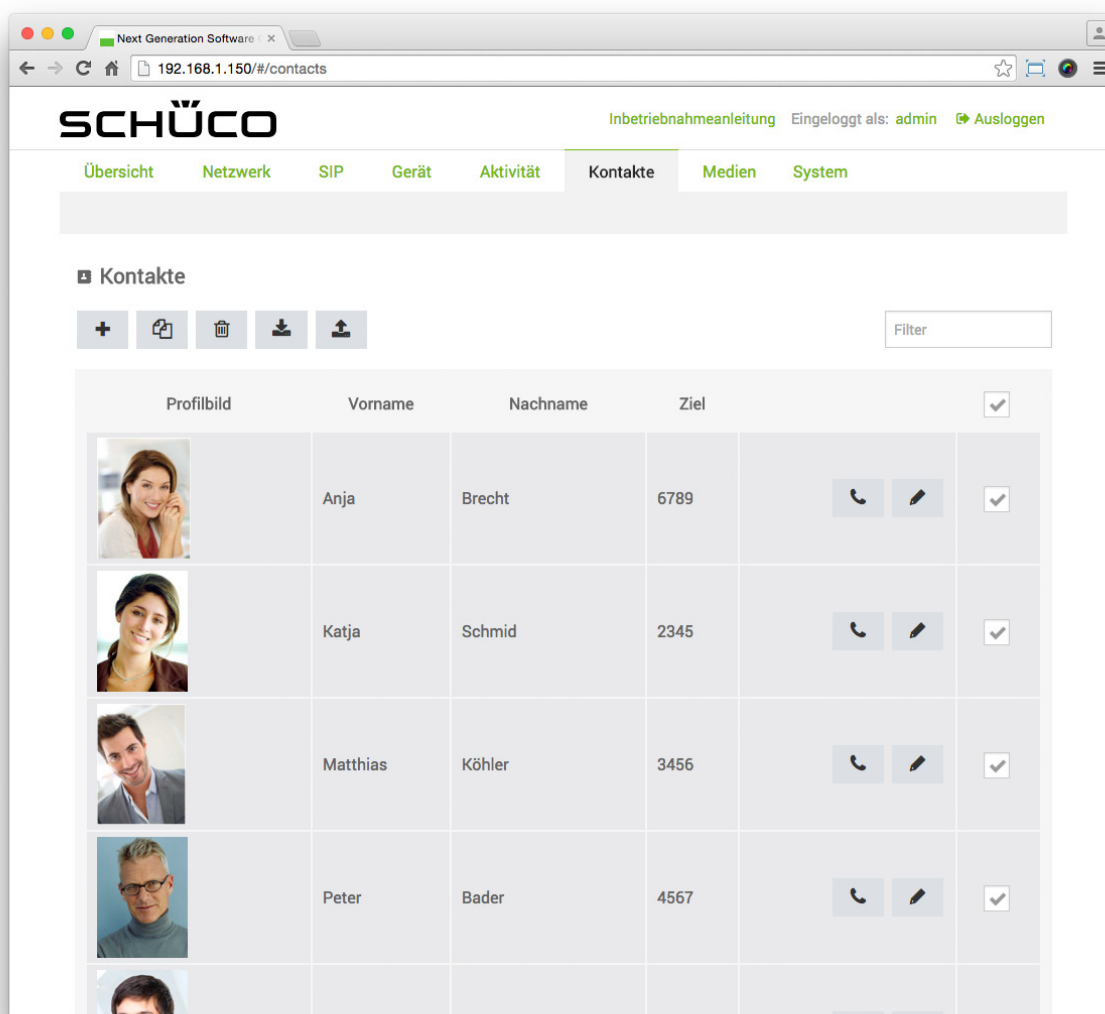 Next Generation Software
192.168.1.150/#/contacts
SCHÜCO
Inbetriebnahmeanleitung Eingeloggt als: admin Ausloggen
Übersicht Netzwerk SIP Gerät Aktivität Kontakte Medien System
Kontakte
Filter
Profilbild Vorname Nachname Ziel
Anja Brecht 6789
Katja Schmid 2345
Matthias Köhler 3456
Peter Bader 4567